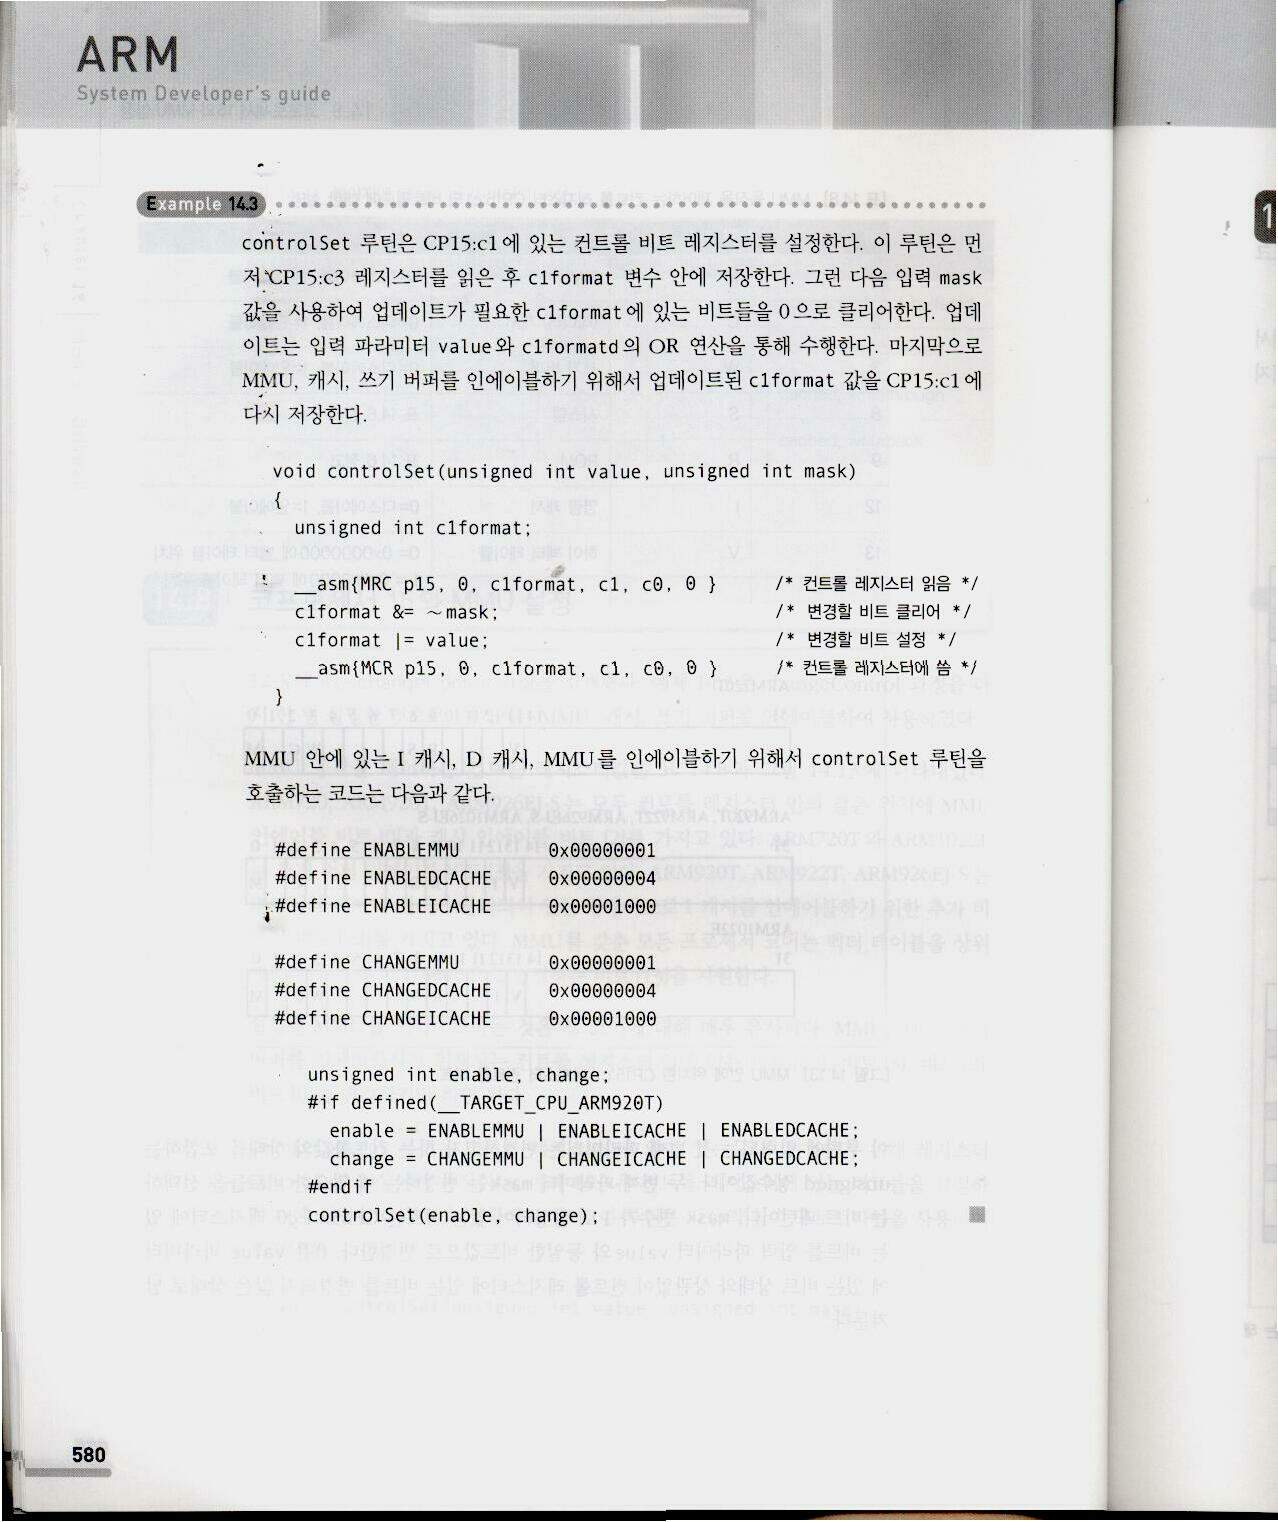 ARM
System Developer's guide
Example 14.3
controlSet 루틴은 CP15:c1에 있는 컨트롤 비트 레지스터를 설정한다. 이 루틴은 먼
저 CP15:c3 레지스터를 읽은 후 c1format 변수 안에 저장한다. 그런 다음 입력 mask
값을 사용하여 업데이트가 필요한 c1format에 있는 비트들을 0으로 클리어한다. 업데
이트는 입력 파라미터 value와 c1formatd의 OR 연산을 통해 수행한다. 마지막으로
MMU, 캐시, 쓰기 버퍼를 인에이블하기 위해서 업데이트된 c1format 값을 CP15:c1에
다시 저장한다.
void controlSet(unsigned int value, unsigned int mask)
{
unsigned int c1format;
__asm{MRC p15, 0, c1format, c1, c0, 0 } /* 컨트롤 레지스터 읽음 */
c1format &= ~mask; /* 변경할 비트 클리어 */
c1format |= value; /* 변경할 비트 설정 */
__asm{MCR p15, 0, c1format, c1, c0, 0 } /* 컨트롤 레지스터에 씀 */
}
MMU 안에 있는 I 캐시, D 캐시, MMU를 인에이블하기 위해서 controlSet 루틴을
호출하는 코드는 다음과 같다.
#define ENABLEMMU 0x00000001
#define ENABLEDCACHE 0x00000004
#define ENABLEICACHE 0x00001000
#define CHANGEMMU 0x00000001
#define CHANGEDCACHE 0x00000004
#define CHANGEICACHE 0x00001000
unsigned int enable, change;
#if defined(__TARGET_CPU_ARM920T)
enable = ENABLEMMU | ENABLEICACHE | ENABLEDCACHE;
change = CHANGEMMU | CHANGEICACHE | CHANGEDCACHE;
#endif
controlSet(enable, change);
580